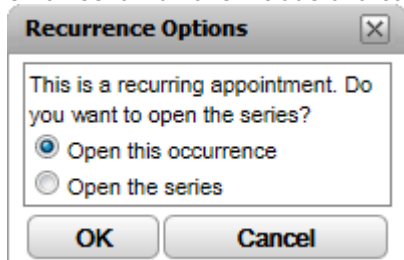 Recurrence Options
This is a recurring appointment. Do
you want to open the series?
Open this occurrence
Open the series
OK Cancel